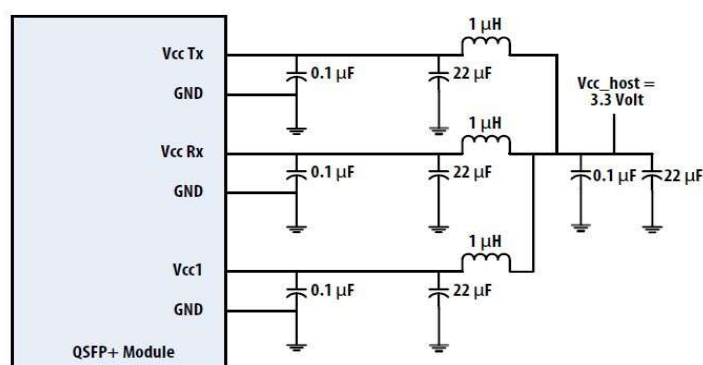 1 μH
Vcc Tx
0.1 μF
22 μF
GND
Vcc_host =
3.3 Volt
1 μH
Vcc Rx
0.1 μF
22 μF
0.1 μF
22 μF
GND
1 μH
Vcc1
0.1 μF
22 μF
GND
QSFP+ Module